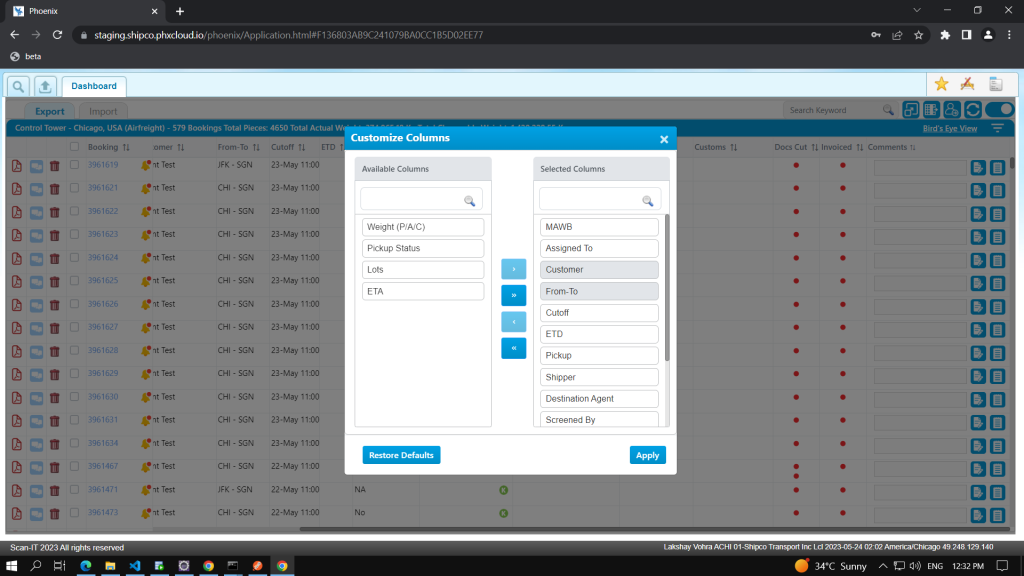 Phoenix
staging.shipco.phxcloud.io/phoenix/Application.html#F136803AB9C241079BA0CC185D02EE77
beta
Dashboard
Export Import Search Keyword
Control Tower - Chicago, USA (Airfreight) - 579 Bookings Total Pieces: 4650 Total Actual
Bird's Eye View
Booking omer From-To Cutoff ETD Customs Docs Cut Invoiced Comments
3961619 nt Test JFK - SGN 23-May 11:00
3961621 nt Test CHI - SGN 23-May 11:00
3961622 nt Test CHI - SGN 23-May 11:00
3961623 nt Test CHI - SGN 23-May 11:00
3961624 nt Test CHI - SGN 23-May 11:00
3961625 nt Test CHI - SGN 23-May 11:00
3961626 nt Test CHI - SGN 23-May 11:00
3961627 nt Test CHI - SGN 23-May 11:00
3961628 nt Test CHI - SGN 23-May 11:00
3961629 nt Test CHI - SGN 23-May 11:00
3961630 nt Test CHI - SGN 23-May 11:00
3961631 nt Test CHI - SGN 23-May 11:00
3961634 nt Test CHI - SGN 23-May 11:00
3961467 nt Test CHI - SGN 22-May 11:00
3961471 nt Test JFK - SGN 22-May 11:00 NA K
3961473 nt Test CHI - SGN 22-May 11:00 No K
Customize Columns
Available Columns
Weight (P/A/C)
Pickup Status
Lots
ETA
Selected Columns
MAWB
Assigned To
Customer
From-To
Cutoff
ETD
Pickup
Shipper
Destination Agent
Screened By
Restore Defaults Apply
Scan-IT 2023 All rights reserved Lakshay Vohra ACHI 01-Shipco Transport Inc Lcl 2023-05-24 02:02 America/Chicago 49.248.129.140
34°C Sunny ENG 12:32 PM